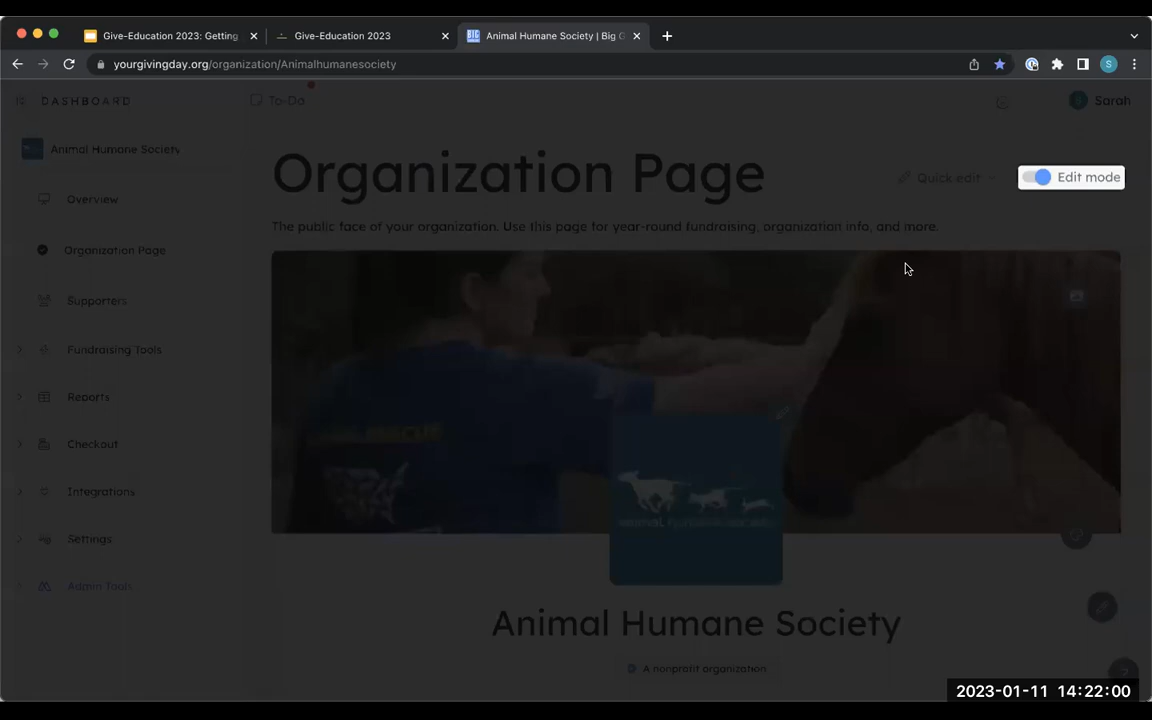 Give-Education 2023: Getting
Give-Education 2023
Animal Humane Society | Big G
yourgivingday.org/organization/Animalhumanesociety
S
DASHBOARD
To-Do
Sarah
Animal Humane Society
Overview
Organization Page
Supporters
Fundraising Tools
Reports
Checkout
Integrations
Settings
Admin Tools
Organization Page
Quick edit
Edit mode
The public face of your organization. Use this page for year-round fundraising, organization info, and more.
Animal Humane Society
A nonprofit organization
2023-01-11 14:22:00